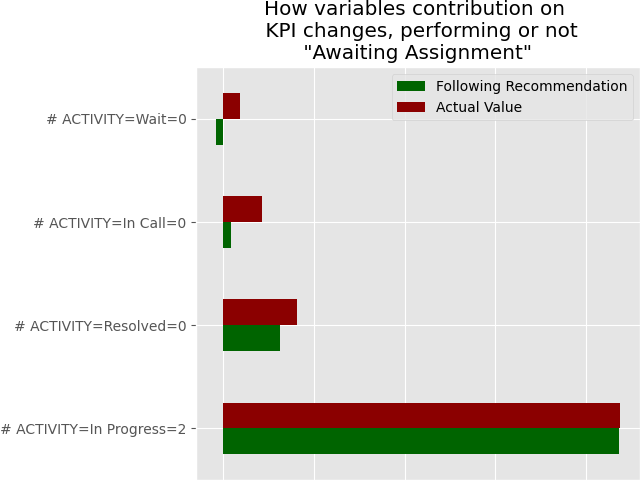 How variables contribution on
KPI changes, performing or not
"Awaiting Assignment"
Following Recommendation
Actual Value
# ACTIVITY=Wait=0
# ACTIVITY=In Call=0
# ACTIVITY=Resolved=0
# ACTIVITY=In Progress=2